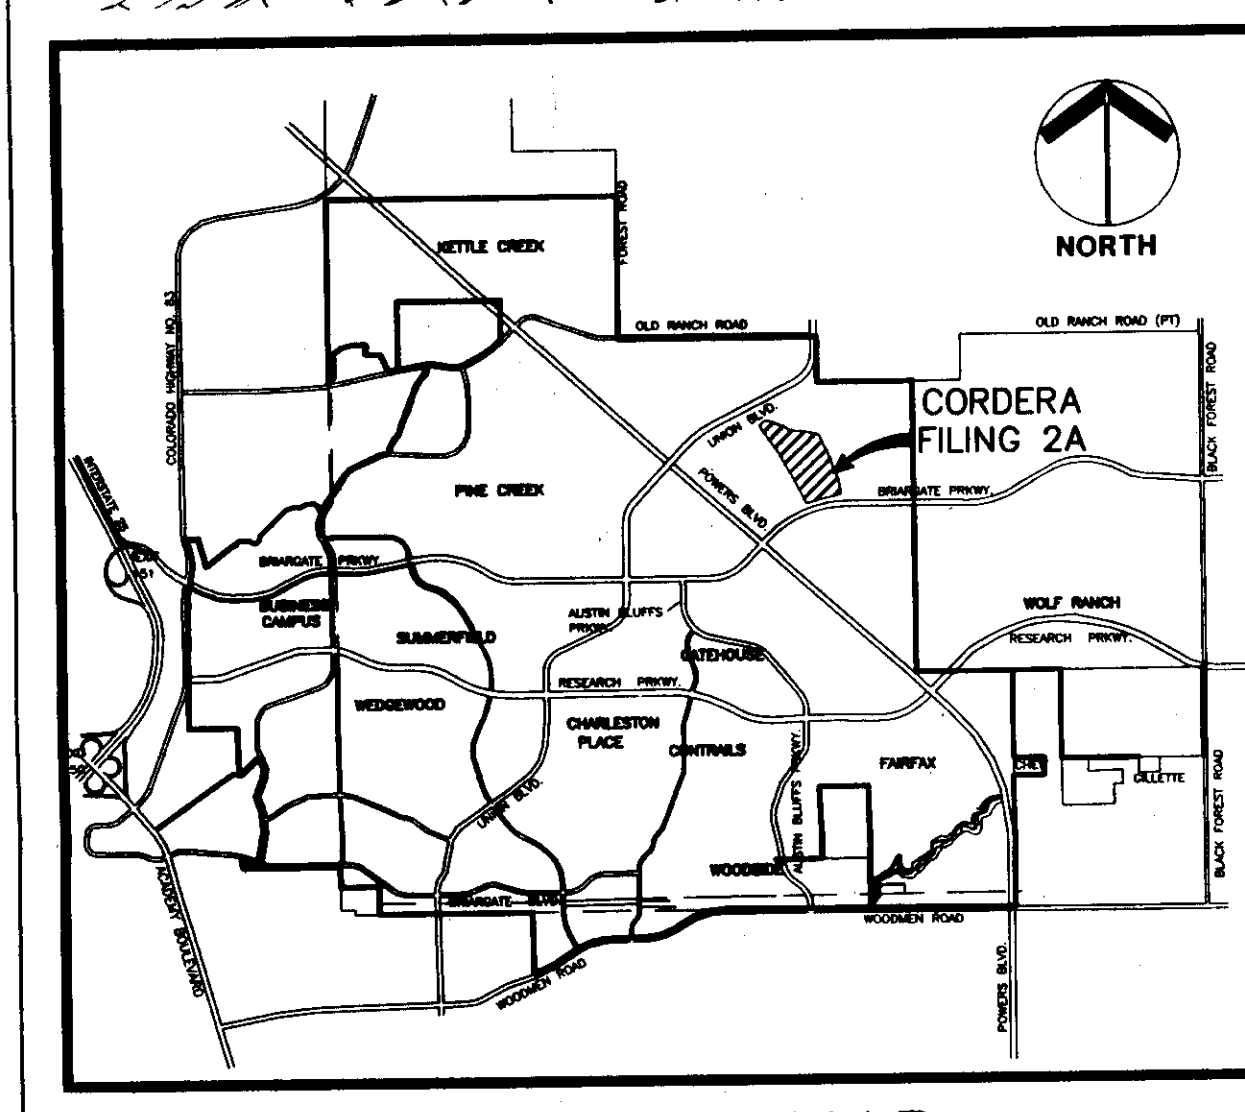 NORTH
KETTLE CREEK
FOREST ROAD
OLD RANCH ROAD
OLD RANCH ROAD (PT)
COLORADO HIGHWAY NO. 83
BLACK FOREST ROAD
CORDERA
FILING 2A
UNION BLVD.
INTERSTATE 25
PINE CREEK
POWERS BLVD.
BRIARGATE PRKWY.
BRIARGATE PRKWY.
151
BUSINESS
CAMPUS
SUMMERFIELD
AUSTIN BLUFFS
PRKWY.
GATEHOUSE
WOLF RANCH
RESEARCH PRKWY.
RESEARCH PRKWY.
WEDGEWOOD
CHARLESTON
PLACE
CONTRAILS
FAIRFAX
GILLETTE
UNION BLVD.
AUSTIN BLUFFS PRKWY.
BLACK FOREST ROAD
WOODSIDE
BRIARGATE BLVD.
ACADEMY BOULEVARD
WOODMEN ROAD
WOODMEN ROAD
POWERS BLVD.